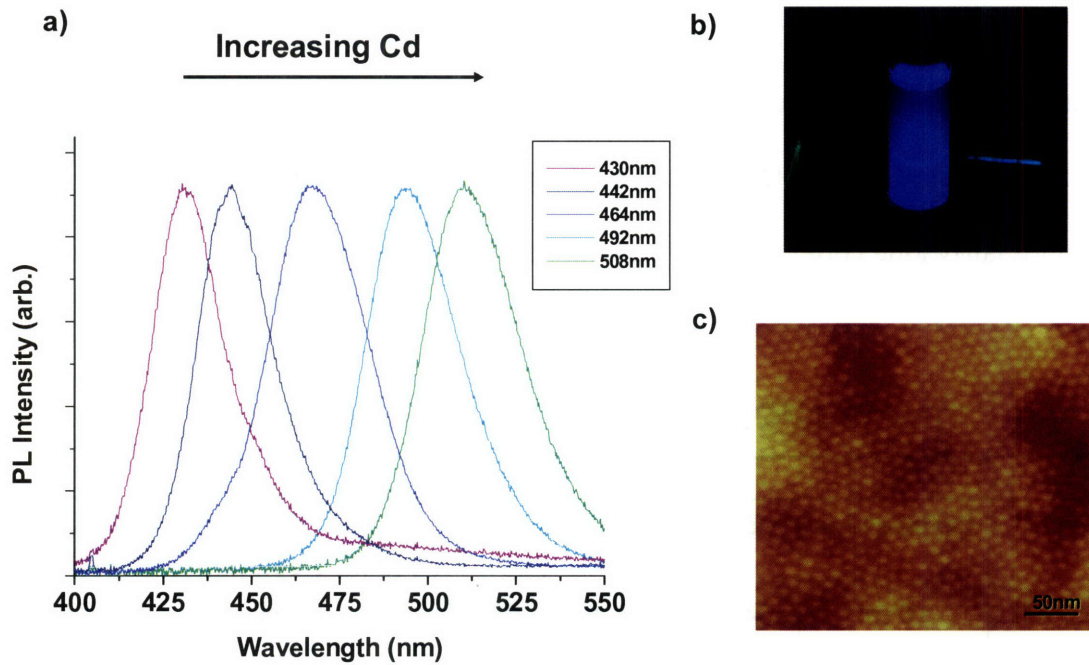 a)
Increasing Cd
430nm
442nm
464nm
492nm
508nm
PL Intensity (arb.)
400 425 450 475 500 525 550
Wavelength (nm)
b)
c)
50nm